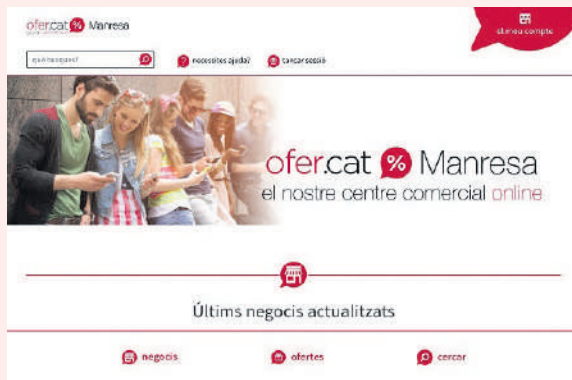 ofer.cat % Manresa
el meu compte
què busques?
? necessites ajuda?
tancar sessió
ofer.cat % Manresa
el nostre centre comercial online
Últims negocis actualitzats
negocis
ofertes
cercar